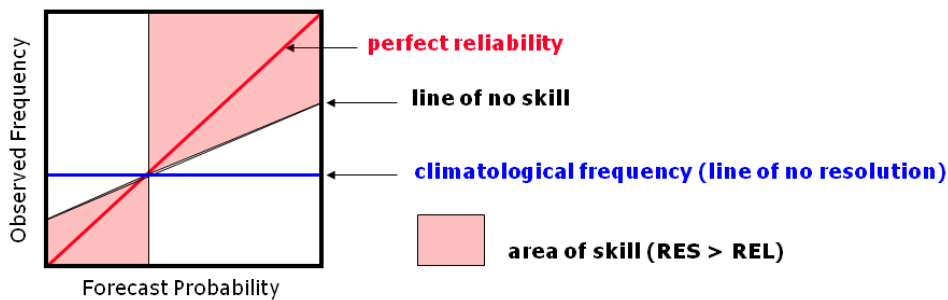 Observed Frequency
perfect reliability
line of no skill
climatological frequency (line of no resolution)
area of skill (RES > REL)
Forecast Probability